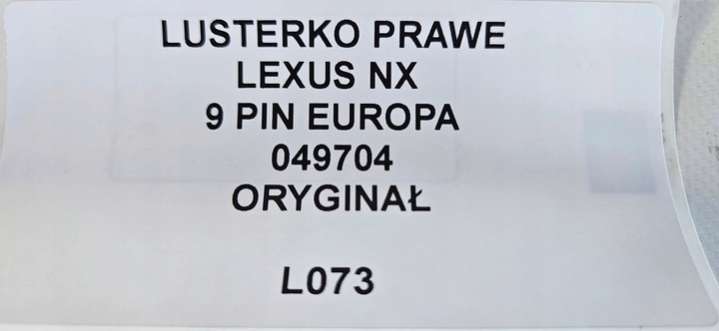 LUSTERKO PRAWE
LEXUS NX
9 PIN EUROPA
049704
ORYGINAŁ
L073